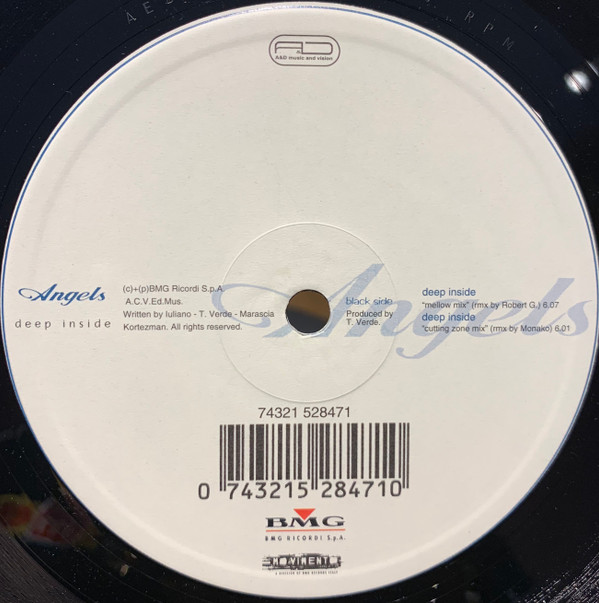 A&D
A&D music and vision
Angels
deep inside
(c)+(p)BMG Ricordi S.p.A.
A.C.V.Ed.Mus.
Written by Iuliano - T. Verde - Marascia
Kortezman. All rights reserved.
Angels
black side
Produced by
T. Verde.
deep inside
"mellow mix" (rmx by Robert G.) 6.07
deep inside
"cutting zone mix" (rmx by Monako) 6.01
74321 528471
0 743215 284710
BMG
BMG RICORDI S.p.A.
MOVIMENTO
RPM